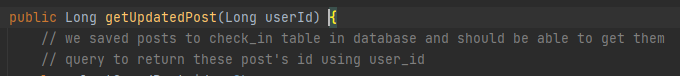 public Long getUpdatedPost(Long userId) {
// we saved posts to check_in table in database and should be able to get them
// query to return these post's id using user_id